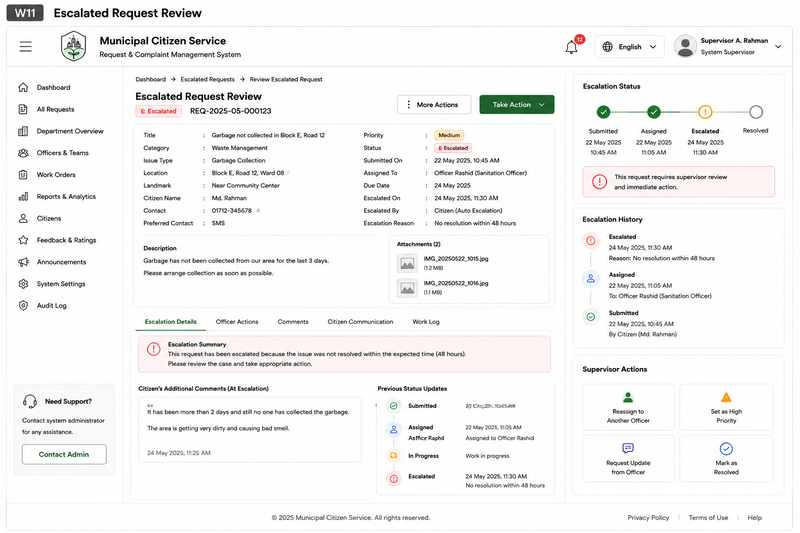 W11 Escalated Request Review
Municipal Citizen Service
Request & Complaint Management System
12
English
Supervisor A. Rahman
System Supervisor
Dashboard
All Requests
Department Overview
Officers & Teams
Work Orders
Reports & Analytics
Citizens
Feedback & Ratings
Announcements
System Settings
Audit Log
Need Support?
Contact system administrator
for any assistance.
Contact Admin
Dashboard → Escalated Requests → Review Escalated Request
Escalated Request Review
Escalated REQ-2025-05-000123
More Actions
Take Action
Title : Garbage not collected in Block E, Road 12
Category : Waste Management
Issue Type : Garbage Collection
Location : Block E, Road 12, Ward 08
Landmark : Near Community Center
Citizen Name : Md. Rahman
Contact : 01712-345678
Preferred Contact : SMS
Priority : Medium
Status : Escalated
Submitted On : 22 May 2025, 10:45 AM
Assigned To : Officer Rashid (Sanitation Officer)
Due Date : 24 May 2025
Escalated On : 24 May 2025, 11:30 AM
Escalated By : Citizen (Auto Escalation)
Escalation Reason : No resolution within 48 hours
Description
Garbage has not been collected from our area for the last 3 days.
Please arrange collection as soon as possible.
Attachments (2)
IMG_20250522_1015.jpg
(1.2 MB)
IMG_20250522_1016.jpg
(1.1 MB)
Escalation Details
Officer Actions
Comments
Citizen Communication
Work Log
Escalation Summary
This request has been escalated because the issue was not resolved within the expected time (48 hours).
Please review the case and take appropriate action.
Citizen's Additional Comments (At Escalation)
It has been more than 2 days and still no one has collected the garbage.
The area is getting very dirty and causing bad smell.
24 May 2025, 11:25 AM
Previous Status Updates
Submitted
Assigned 22 May 2025, 11:05 AM
Assigned to Officer Rashid
In Progress Work in progress
Escalated 24 May 2025, 11:30 AM
No resolution within 48 hours
Escalation Status
Submitted
22 May 2025
10:45 AM
Assigned
22 May 2025
11:05 AM
Escalated
24 May 2025
11:30 AM
Resolved
This request requires supervisor review
and immediate action.
Escalation History
Escalated
24 May 2025, 11:30 AM
Reason: No resolution within 48 hours
Assigned
22 May 2025, 11:05 AM
To: Officer Rashid (Sanitation Officer)
Submitted
22 May 2025, 10:45 AM
By Citizen (Md. Rahman)
Supervisor Actions
Reassign to
Another Officer
Set as High
Priority
Request Update
from Officer
Mark as
Resolved
© 2025 Municipal Citizen Service. All rights reserved.
Privacy Policy
Terms of Use
Help